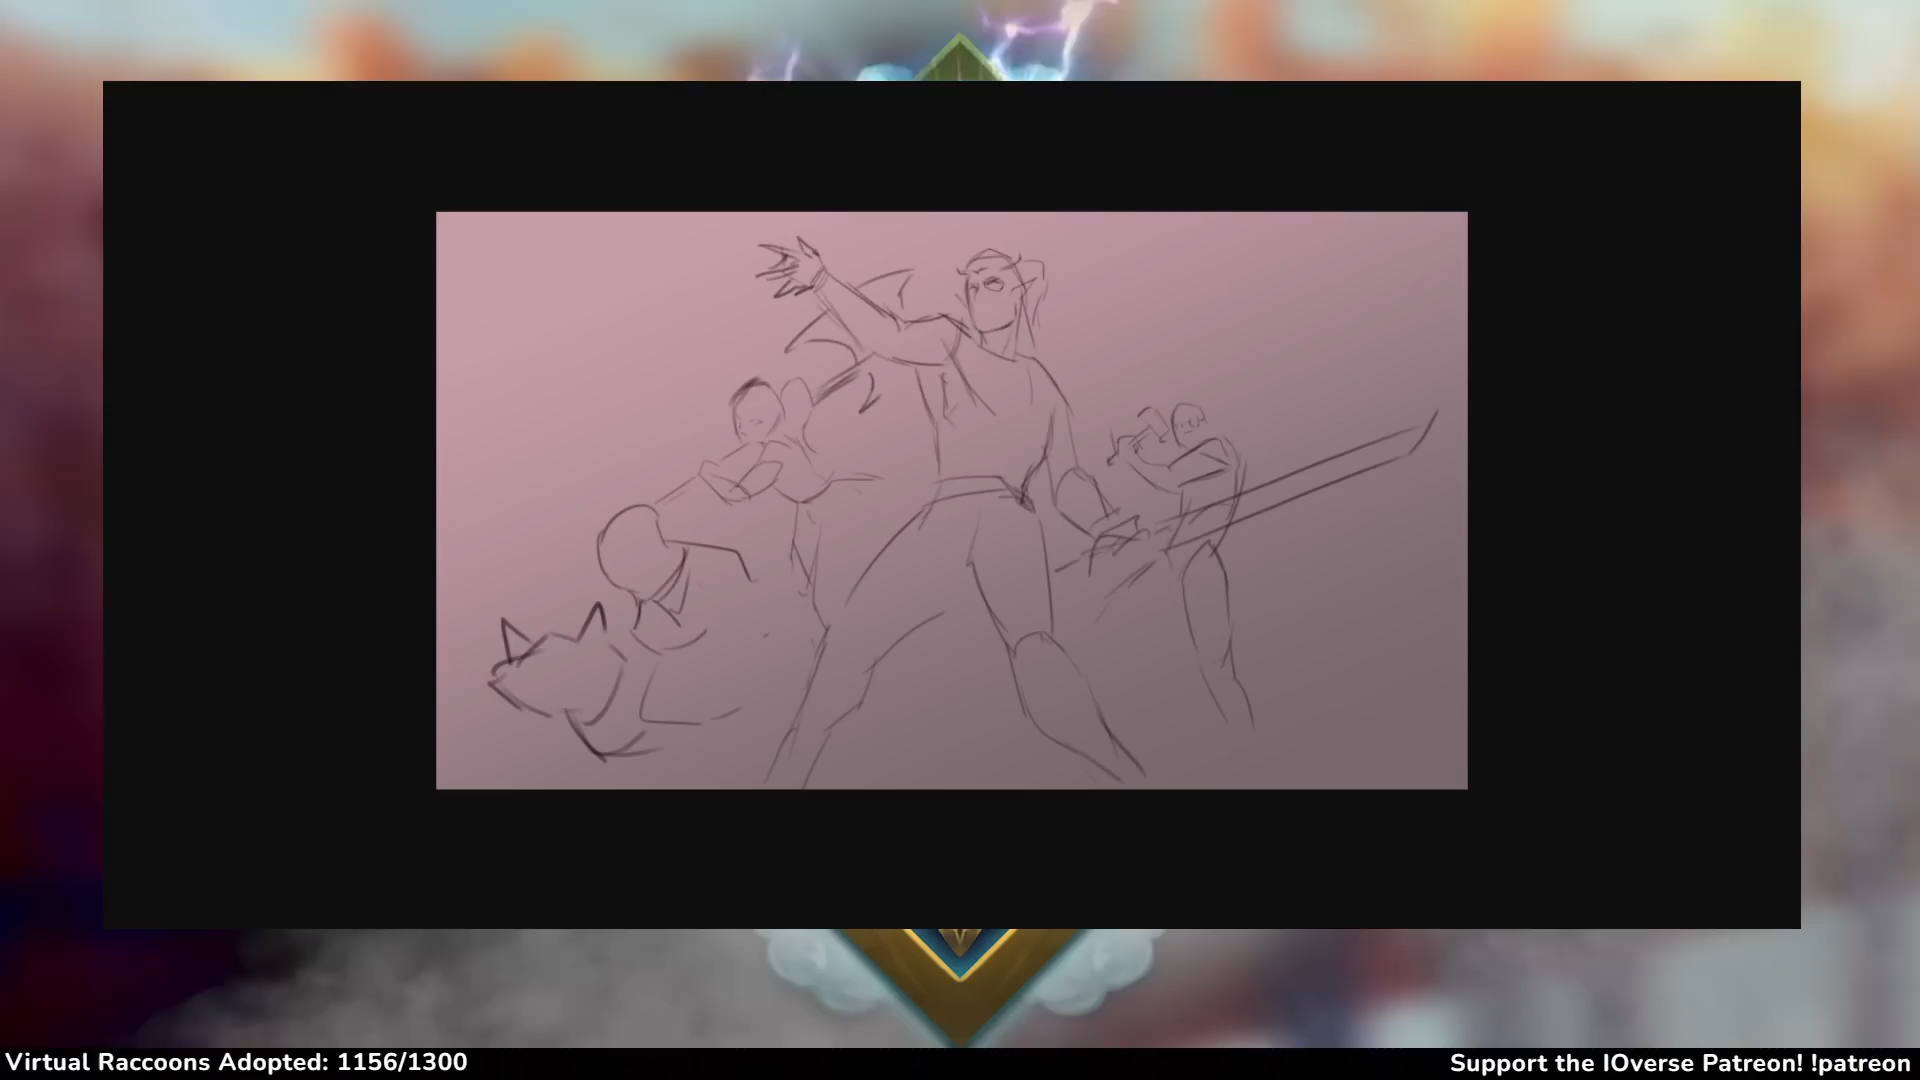 Virtual Raccoons Adopted: 1156/1300
Support the IOverse Patreon! !patreon